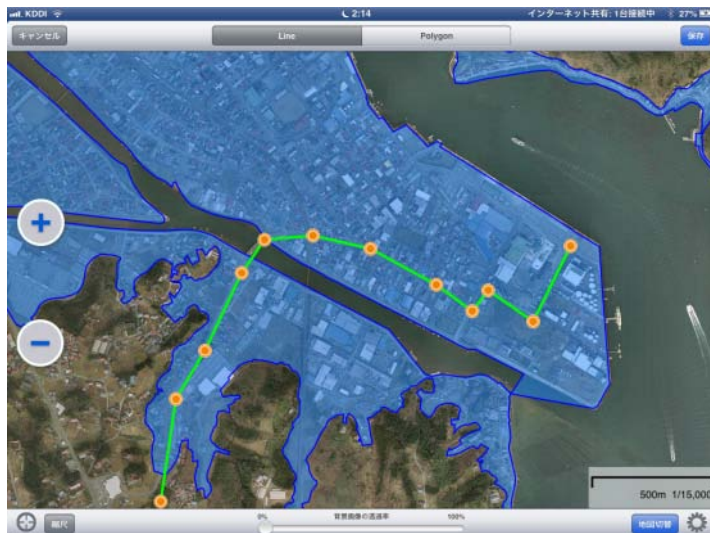 KDDI 2:14 インターネット共有: 1台接続中 27%
キャンセル Line Polygon 保存
+
−
500m 1/15,000
縮尺 0% 背景画像の透過率 100% 地図切替